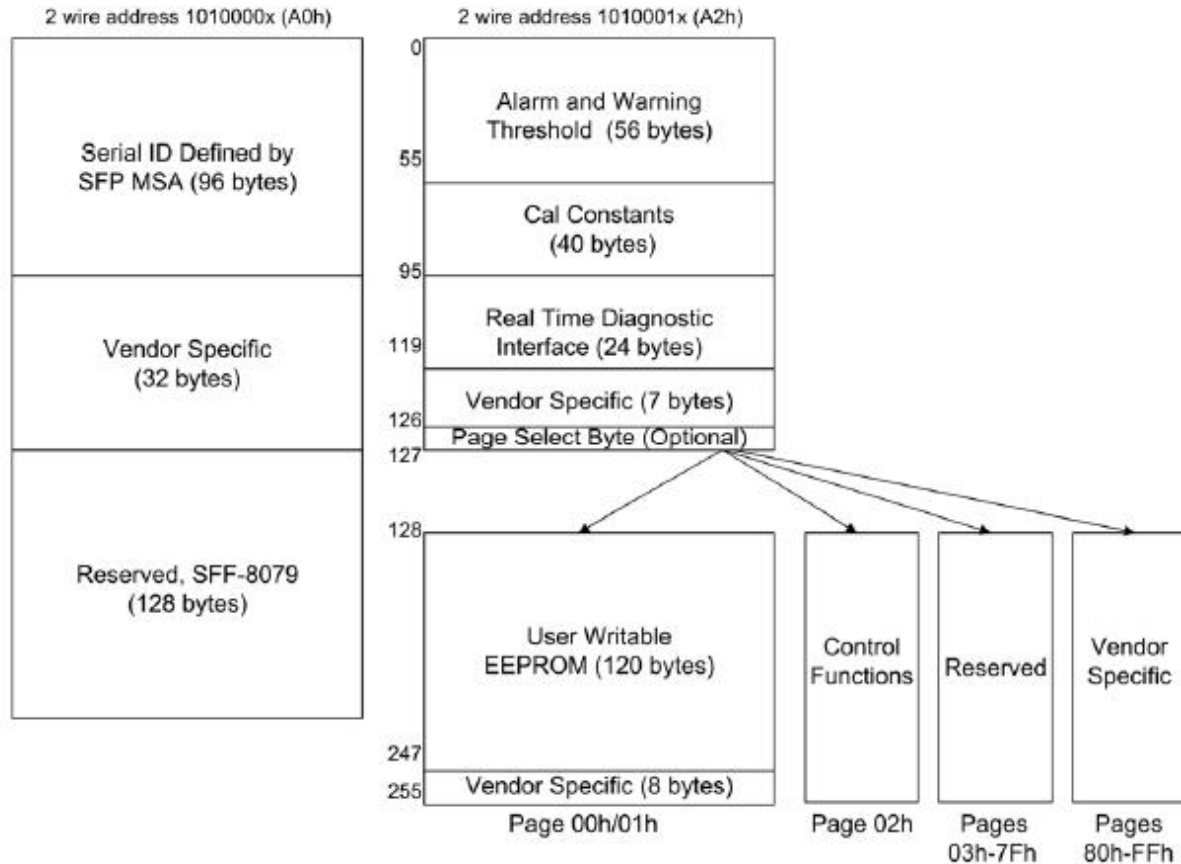 2 wire address 1010000x (A0h)
Serial ID Defined by
SFP MSA (96 bytes)
Vendor Specific
(32 bytes)
Reserved, SFF-8079
(128 bytes)
2 wire address 1010001x (A2h)
0
Alarm and Warning
Threshold (56 bytes)
55
Cal Constants
(40 bytes)
95
Real Time Diagnostic
Interface (24 bytes)
119
Vendor Specific (7 bytes)
126
Page Select Byte (Optional)
127
128
User Writable
EEPROM (120 bytes)
247
Vendor Specific (8 bytes)
255
Page 00h/01h
Control
Functions
Page 02h
Reserved
Pages
03h-7Fh
Vendor
Specific
Pages
80h-FFh